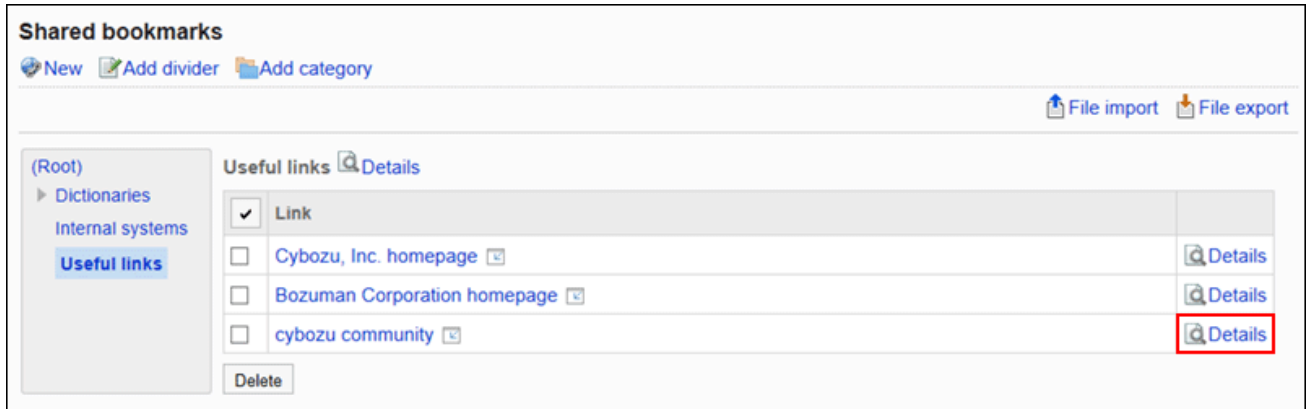 Shared bookmarks
New Add divider Add category
File import File export
(Root)
Dictionaries
Internal systems
Useful links
Useful links Details
Link
Cybozu, Inc. homepage Details
Bozuman Corporation homepage Details
cybozu community Details
Delete